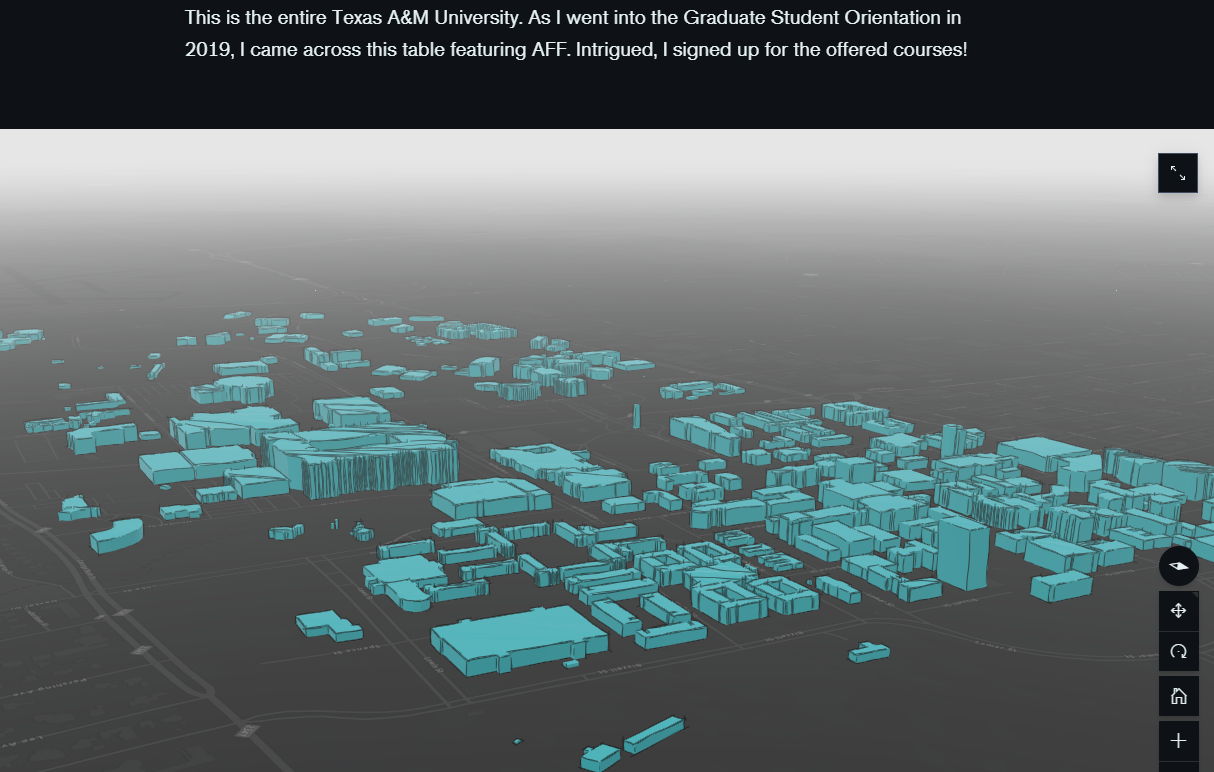 This is the entire Texas A&M University. As I went into the Graduate Student Orientation in
2019, I came across this table featuring AFF. Intrigued, I signed up for the offered courses!